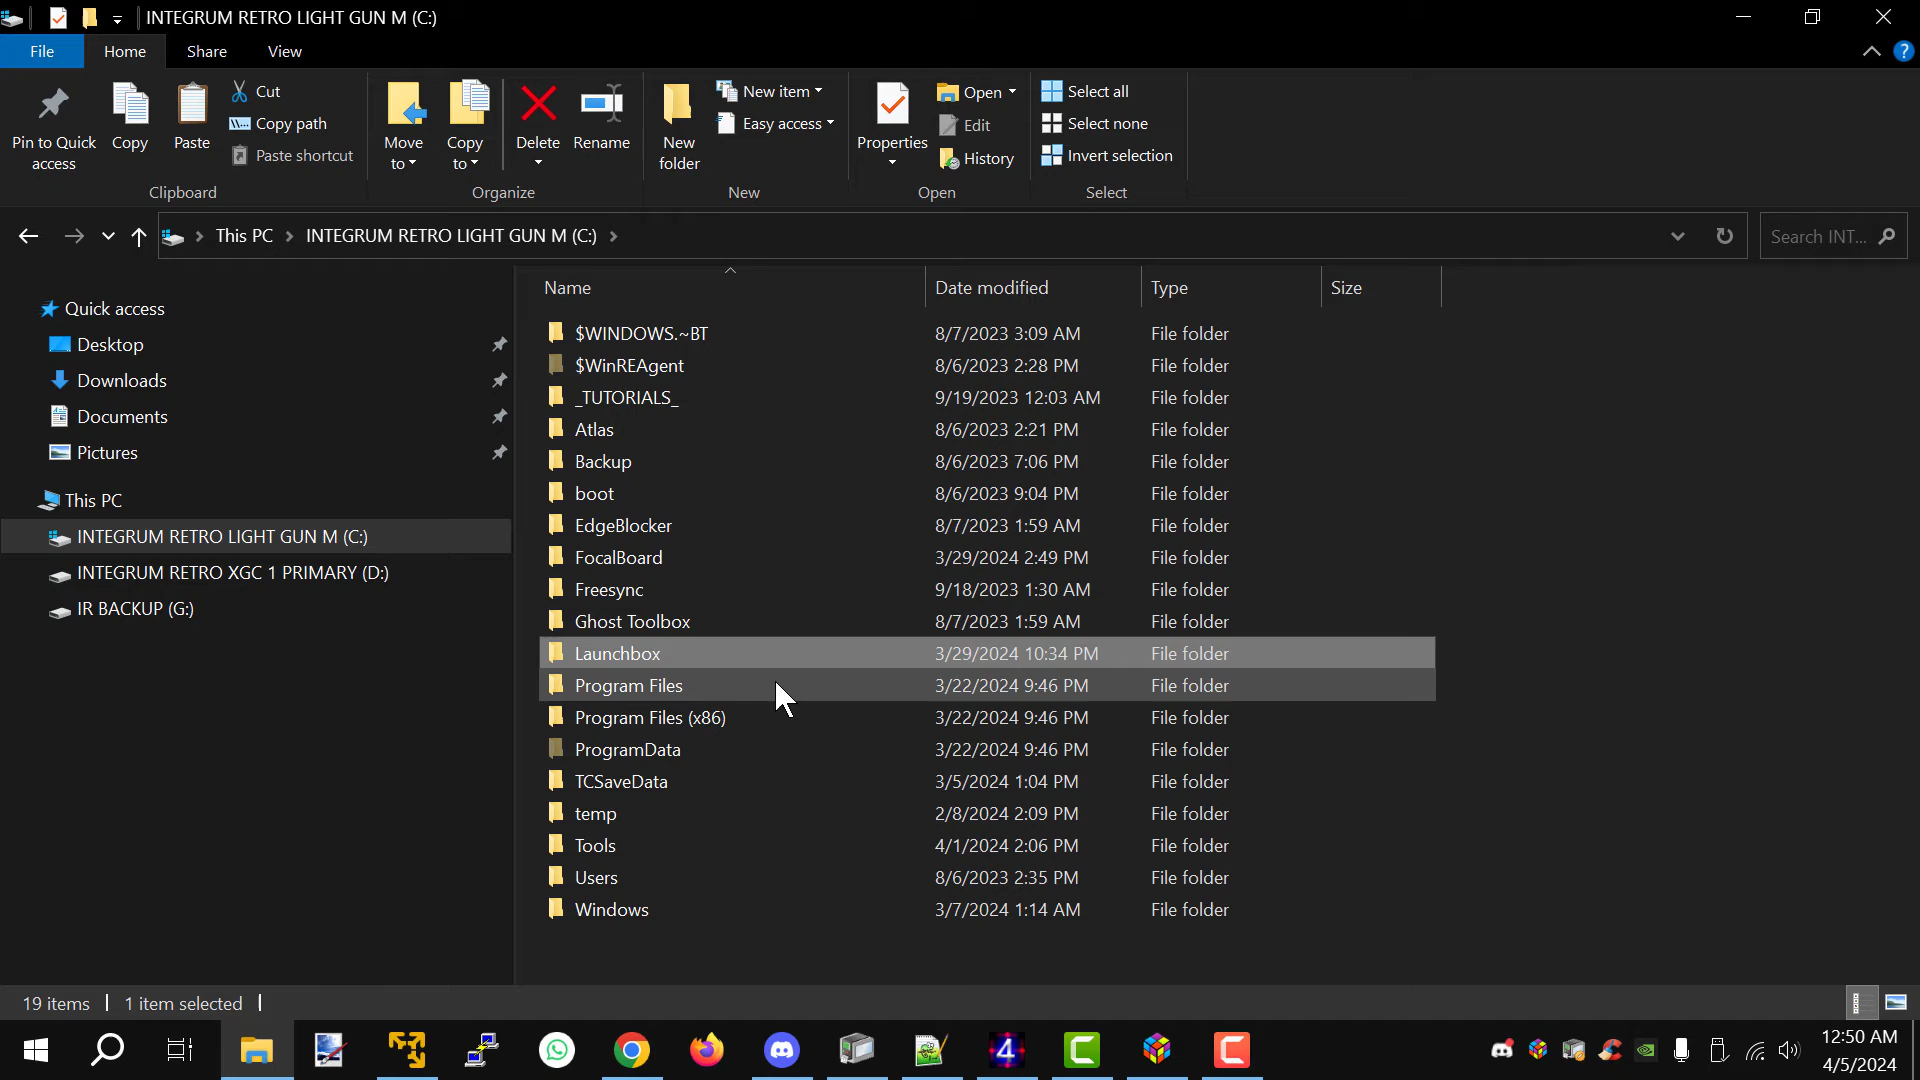 INTEGRUM RETRO LIGHT GUN M (C:)
File Home Share View
Pin to Quick access
Copy
Paste
Cut
Copy path
Paste shortcut
Clipboard
Move to
Copy to
Delete
Rename
Organize
New folder
New item
Easy access
New
Properties
Open
Edit
History
Open
Select all
Select none
Invert selection
Select
This PC INTEGRUM RETRO LIGHT GUN M (C:)
Search INT...
Quick access
Desktop
Downloads
Documents
Pictures
This PC
INTEGRUM RETRO LIGHT GUN M (C:)
INTEGRUM RETRO XGC 1 PRIMARY (D:)
IR BACKUP (G:)
Name Date modified Type Size
$WINDOWS.~BT 8/7/2023 3:09 AM File folder
$WinREAgent 8/6/2023 2:28 PM File folder
_TUTORIALS_ 9/19/2023 12:03 AM File folder
Atlas 8/6/2023 2:21 PM File folder
Backup 8/6/2023 7:06 PM File folder
boot 8/6/2023 9:04 PM File folder
EdgeBlocker 8/7/2023 1:59 AM File folder
FocalBoard 3/29/2024 2:49 PM File folder
Freesync 9/18/2023 1:30 AM File folder
Ghost Toolbox 8/7/2023 1:59 AM File folder
Launchbox 3/29/2024 10:34 PM File folder
Program Files 3/22/2024 9:46 PM File folder
Program Files (x86) 3/22/2024 9:46 PM File folder
ProgramData 3/22/2024 9:46 PM File folder
TCSaveData 3/5/2024 1:04 PM File folder
temp 2/8/2024 2:09 PM File folder
Tools 4/1/2024 2:06 PM File folder
Users 8/6/2023 2:35 PM File folder
Windows 3/7/2024 1:14 AM File folder
19 items 1 item selected
4
12:50 AM
4/5/2024